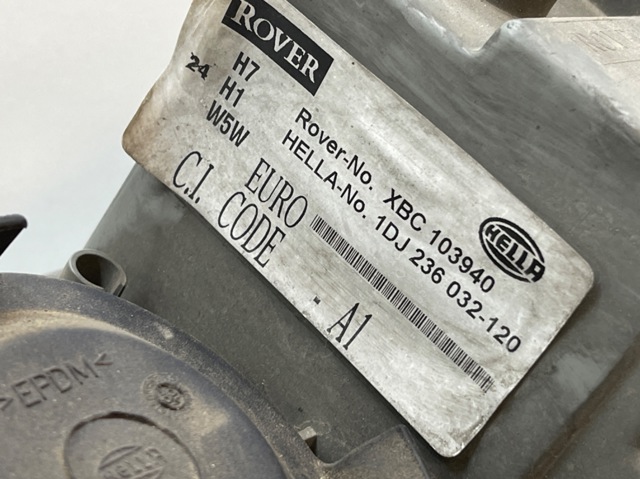 ROVER
H7
24 H1
W5W
Rover-No. XBC 103940
HELLA-No. 1DJ 236 032-120
HELLA
EURO
C.I. CODE - A1
>EPDM<
HELLA